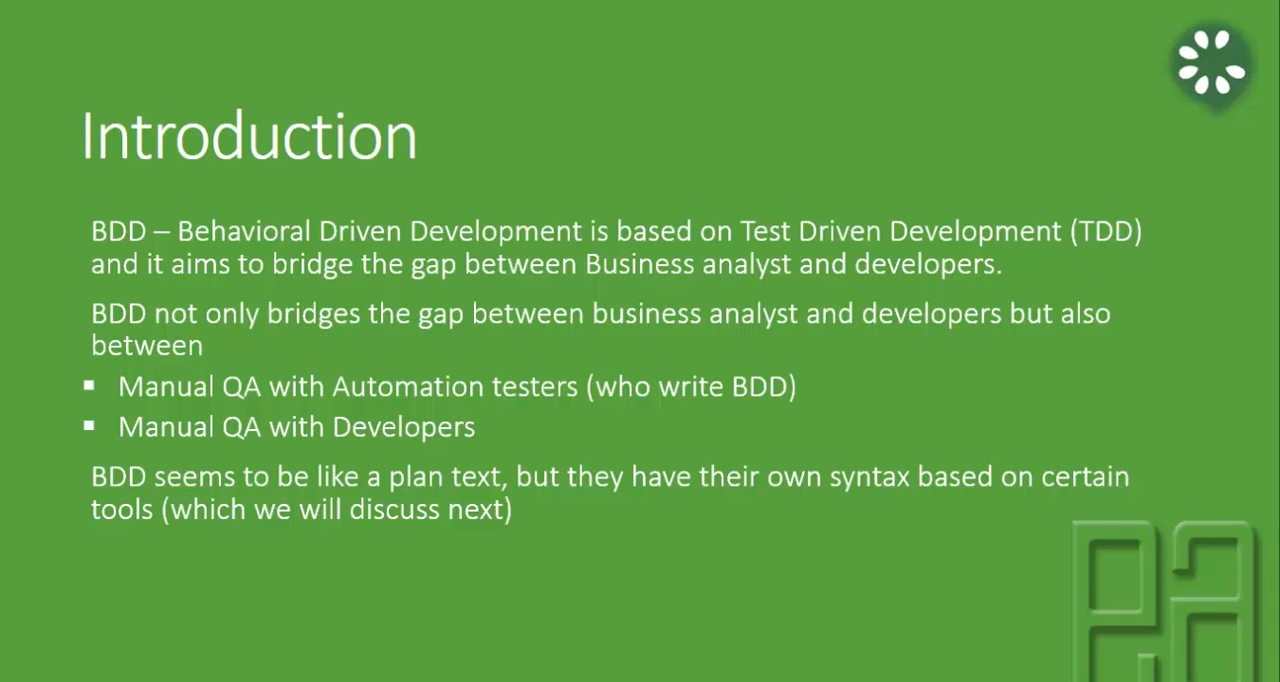 Introduction
BDD – Behavioral Driven Development is based on Test Driven Development (TDD)
and it aims to bridge the gap between Business analyst and developers.
BDD not only bridges the gap between business analyst and developers but also
between
▪ Manual QA with Automation testers (who write BDD)
▪ Manual QA with Developers
BDD seems to be like a plan text, but they have their own syntax based on certain
tools (which we will discuss next)